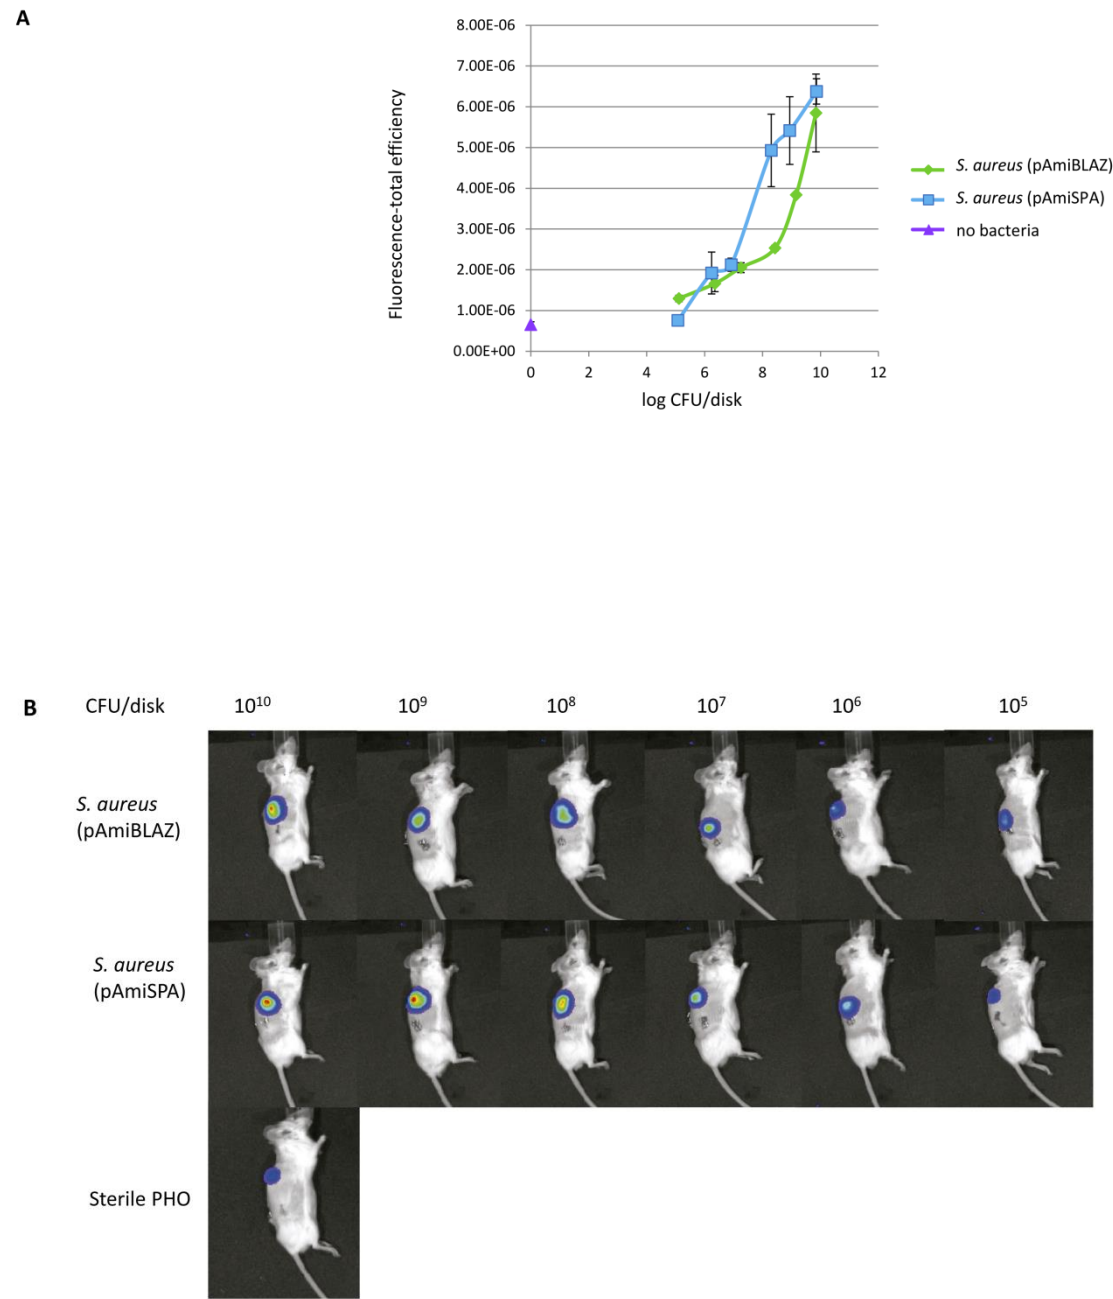 A
8.00E-06
7.00E-06
6.00E-06
5.00E-06
4.00E-06
3.00E-06
2.00E-06
1.00E-06
0.00E+00
Fluorescence-total efficiency
0 2 4 6 8 10 12
log CFU/disk
S. aureus (pAmiBLAZ)
S. aureus (pAmiSPA)
no bacteria
B
CFU/disk 10¹⁰ 10⁹ 10⁸ 10⁷ 10⁶ 10⁵
S. aureus
(pAmiBLAZ)
S. aureus
(pAmiSPA)
Sterile PHO